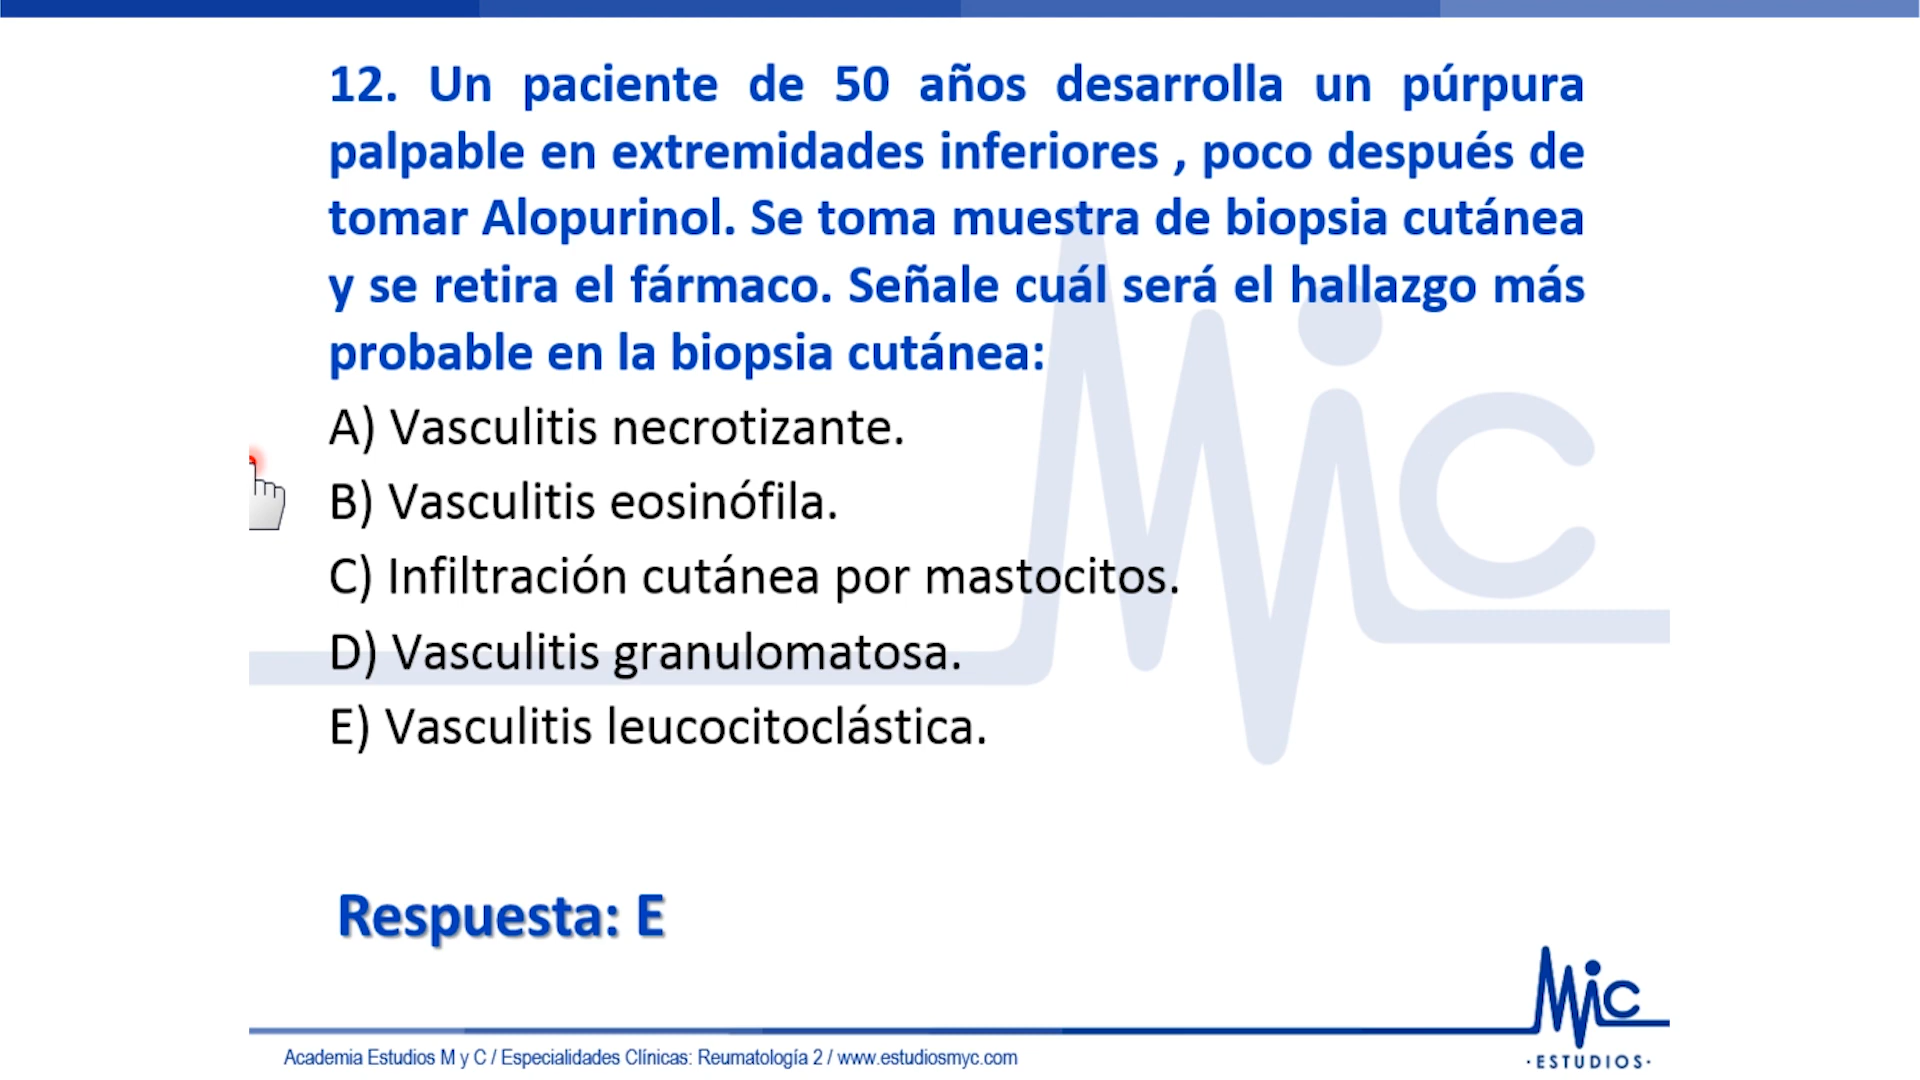 12. Un paciente de 50 años desarrolla un púrpura
palpable en extremidades inferiores , poco después de
tomar Alopurinol. Se toma muestra de biopsia cutánea
y se retira el fármaco. Señale cuál será el hallazgo más
probable en la biopsia cutánea:
A) Vasculitis necrotizante.
B) Vasculitis eosinófila.
C) Infiltración cutánea por mastocitos.
D) Vasculitis granulomatosa.
E) Vasculitis leucocitoclástica.
Respuesta: E
Academia Estudios M y C / Especialidades Clínicas: Reumatología 2 / www.estudiosmyc.com
MiC
·ESTUDIOS·
MiC